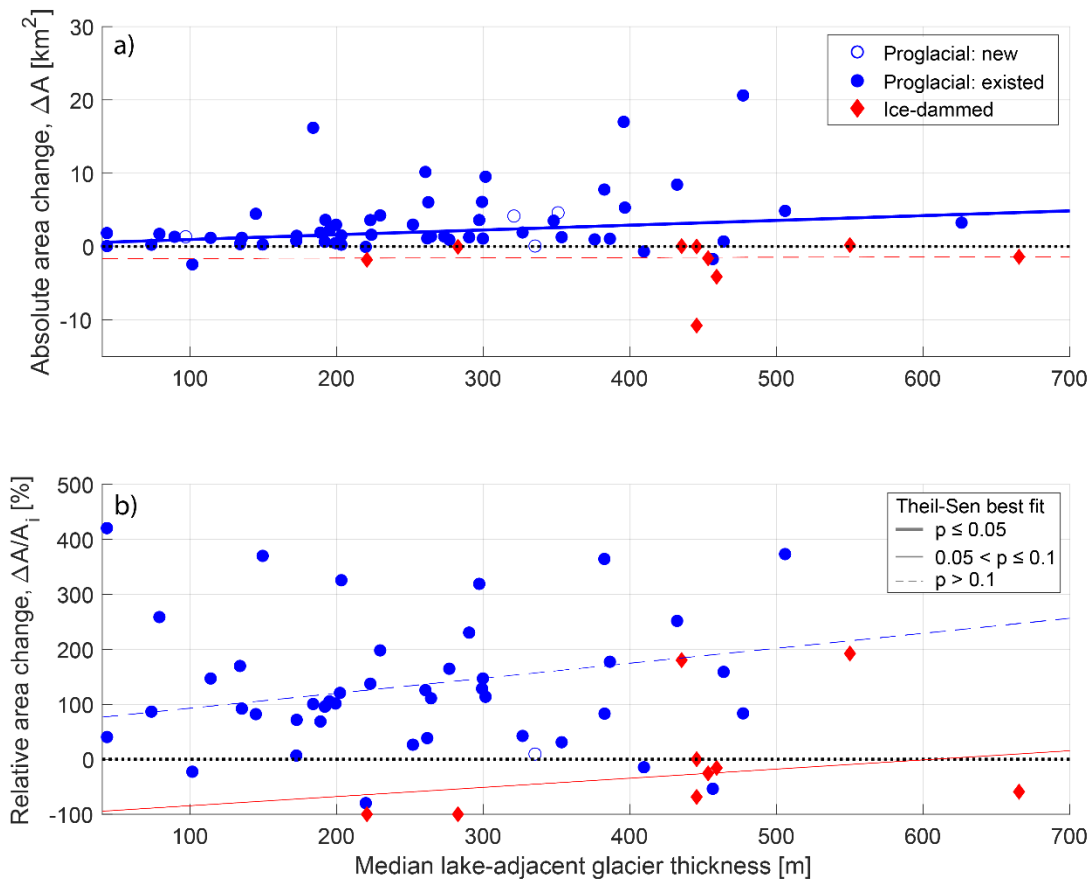 a)
Absolute area change, ΔA [km²]
30
20
10
0
-10
Proglacial: new
Proglacial: existed
Ice-dammed
100 200 300 400 500 600 700
b)
Relative area change, ΔA/Aᵢ [%]
500
400
300
200
100
0
-100
Theil-Sen best fit
p ≤ 0.05
0.05 < p ≤ 0.1
p > 0.1
100 200 300 400 500 600 700
Median lake-adjacent glacier thickness [m]